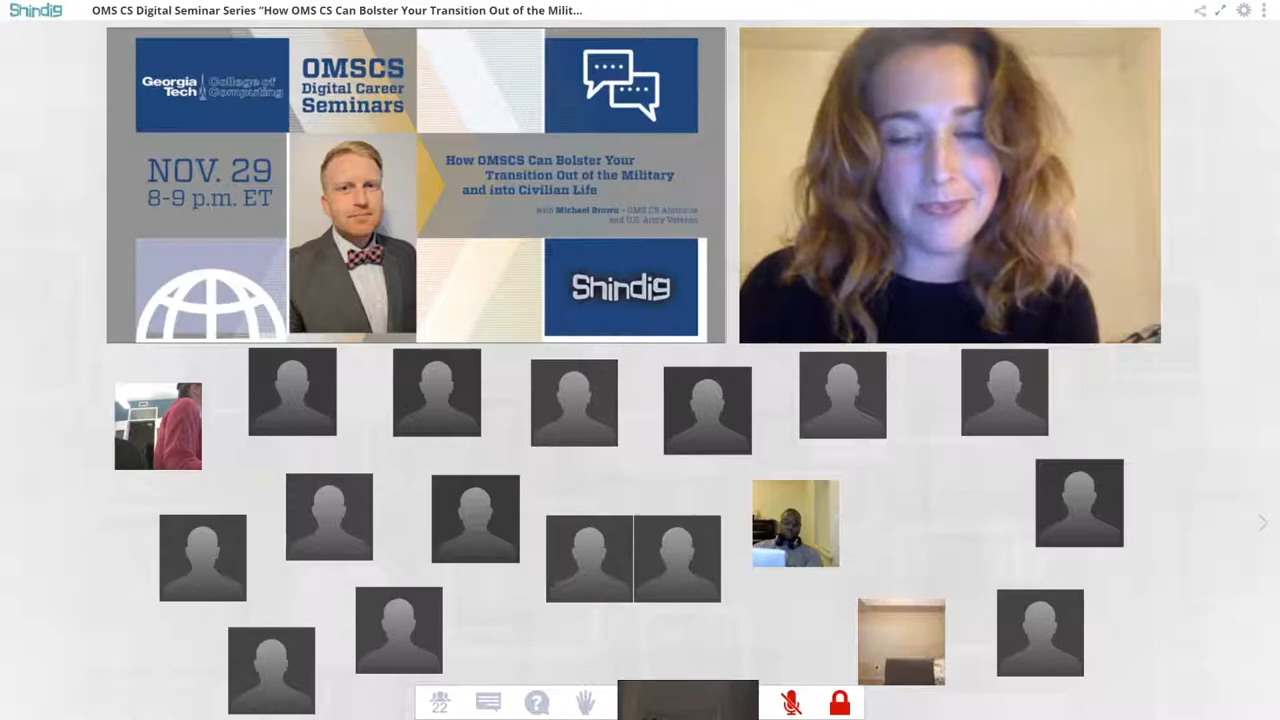 Shindig
OMS CS Digital Seminar Series "How OMS CS Can Bolster Your Transition Out of the Milit...
Georgia Tech
College of Computing
OMSCS
Digital Career
Seminars
NOV. 29
8-9 p.m. ET
How OMSCS Can Bolster Your
Transition Out of the Military
and into Civilian Life
with Michael Brown – OMS CS Alumnus
and U.S. Army Veteran
Shindig
22